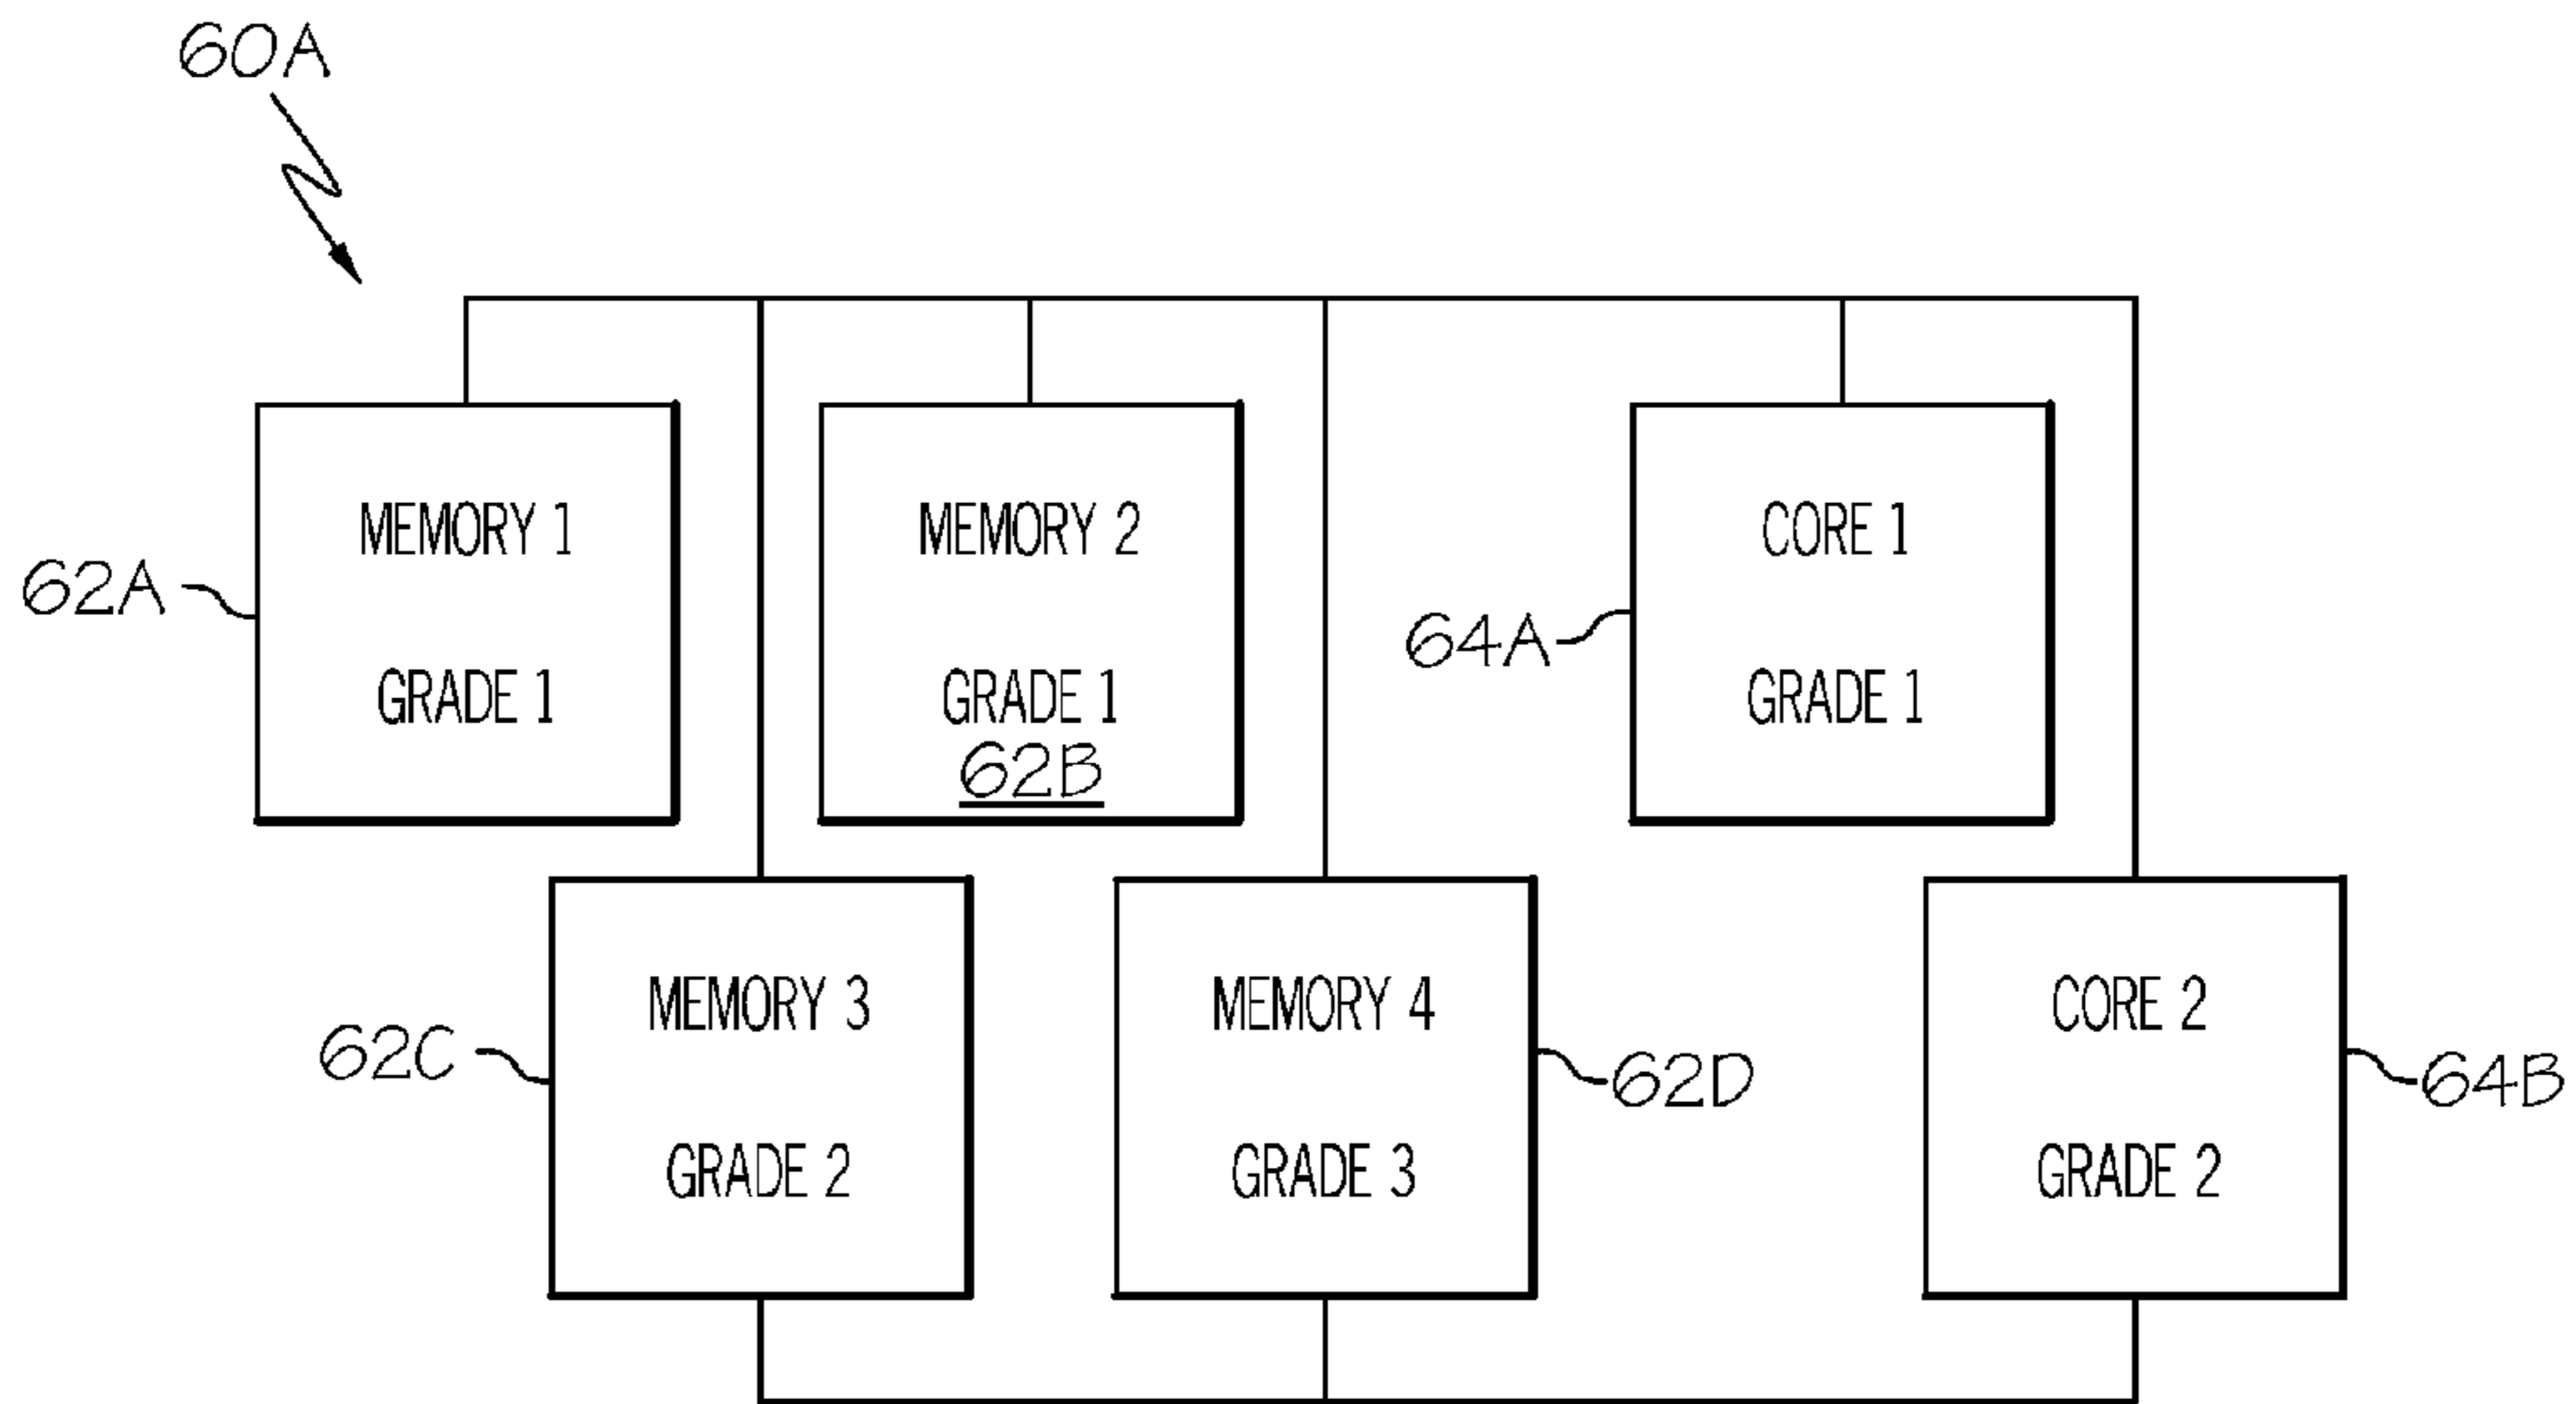 60A
MEMORY 1
GRADE 1
62A
MEMORY 2
GRADE 1
62B
CORE 1
GRADE 1
64A
MEMORY 3
GRADE 2
62C
MEMORY 4
GRADE 3
62D
CORE 2
GRADE 2
64B